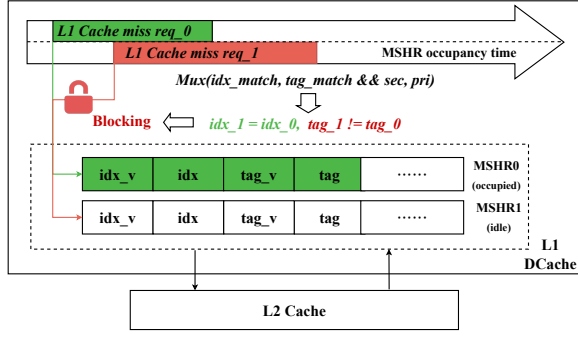 L1 Cache miss req_0
L1 Cache miss req_1
MSHR occupancy time
Mux(idx_match, tag_match && sec, pri)
Blocking
idx_1 = idx_0, tag_1 != tag_0
idx_v idx tag_v tag ······
MSHR0
(occupied)
idx_v idx tag_v tag ······
MSHR1
(idle)
L1
DCache
L2 Cache